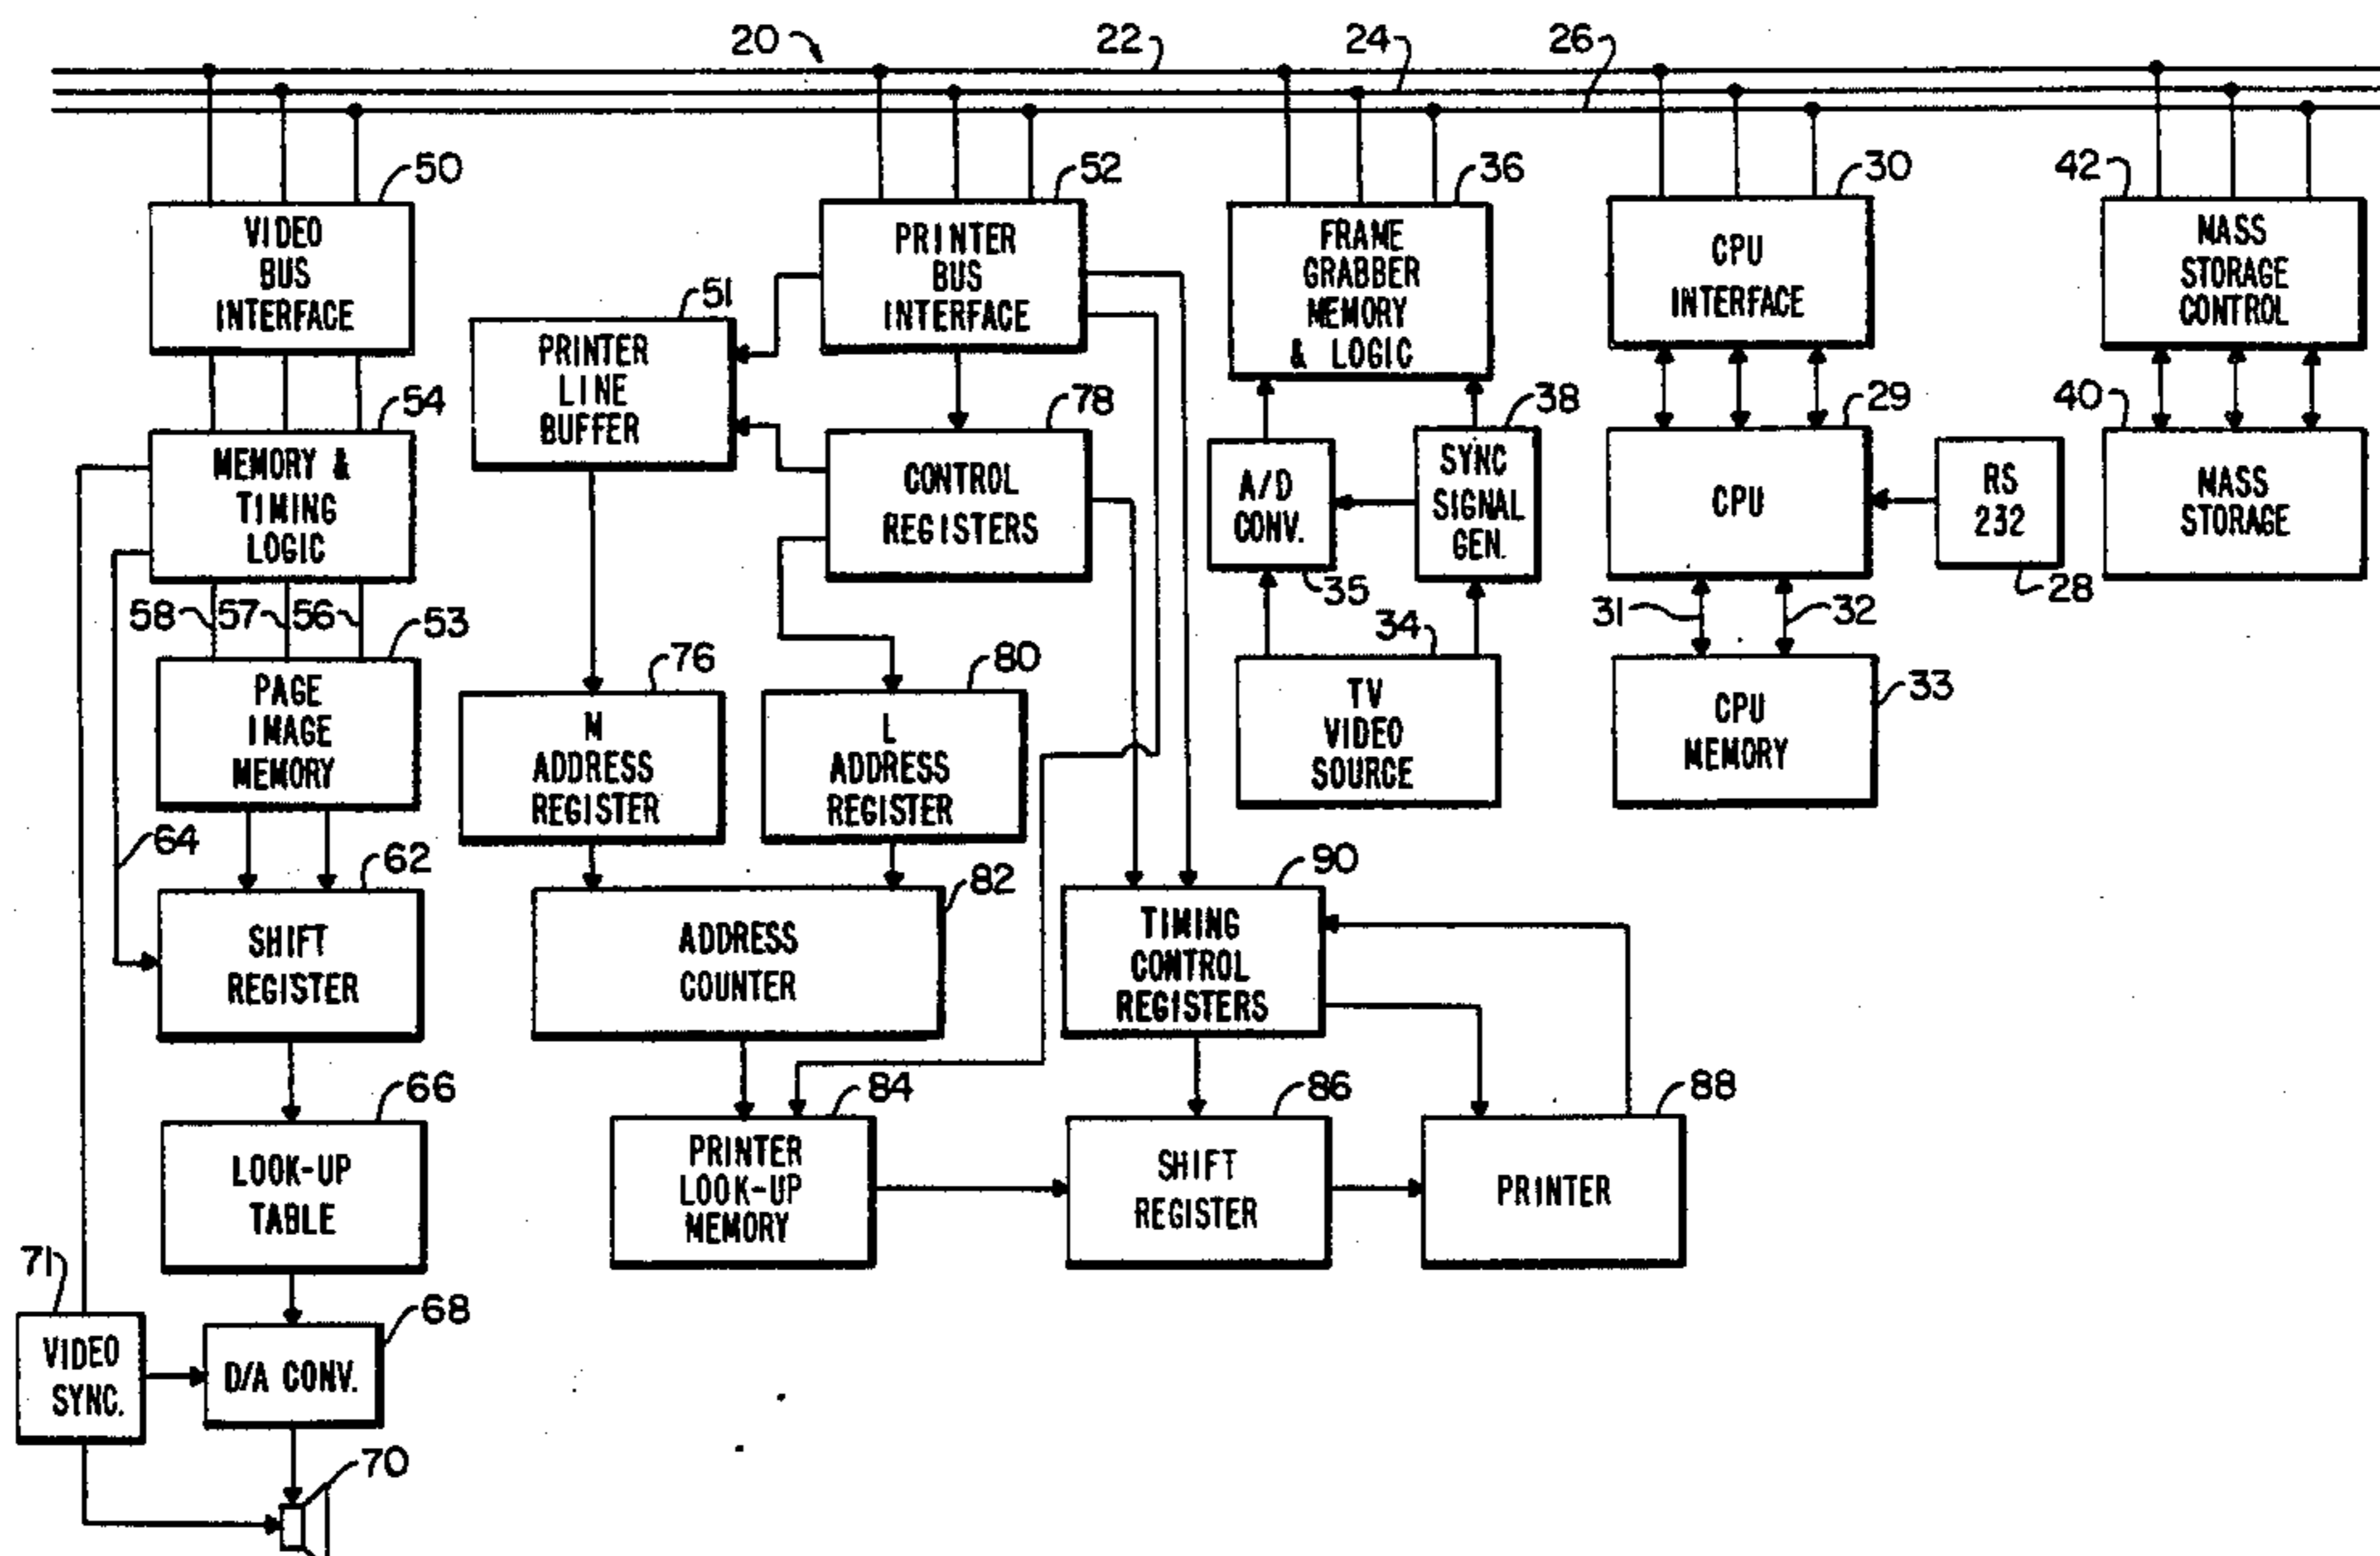 20
22
24
26
50
VIDEO
BUS
INTERFACE
52
PRINTER
BUS
INTERFACE
36
FRAME
GRABBER
MEMORY
& LOGIC
30
CPU
INTERFACE
42
MASS
STORAGE
CONTROL
51
PRINTER
LINE
BUFFER
54
MEMORY &
TIMING
LOGIC
78
CONTROL
REGISTERS
A/D
CONV.
35
38
SYNC
SIGNAL
GEN.
29
CPU
RS
232
28
40
MASS
STORAGE
58
57
56
53
PAGE
IMAGE
MEMORY
76
M
ADDRESS
REGISTER
80
L
ADDRESS
REGISTER
34
TV
VIDEO
SOURCE
31
32
33
CPU
MEMORY
64
62
SHIFT
REGISTER
82
ADDRESS
COUNTER
90
TIMING
CONTROL
REGISTERS
66
LOOK-UP
TABLE
84
PRINTER
LOOK-UP
MEMORY
86
SHIFT
REGISTER
88
PRINTER
71
VIDEO
SYNC.
68
D/A CONV.
70